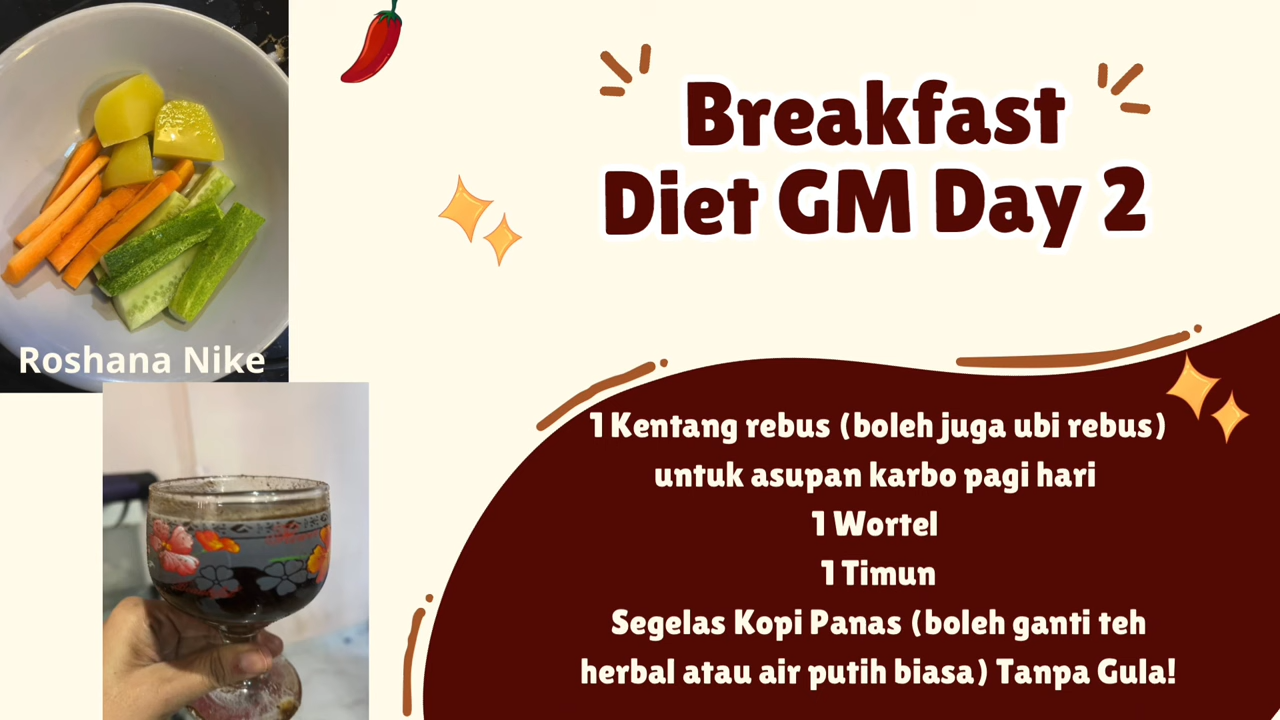 Breakfast
Diet GM Day 2
Roshana Nike
1 Kentang rebus (boleh juga ubi rebus)
untuk asupan karbo pagi hari
1 Wortel
1 Timun
Segelas Kopi Panas (boleh ganti teh
herbal atau air putih biasa) Tanpa Gula!